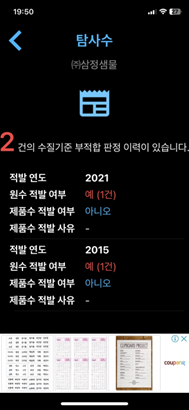 19:50
50
탐사수
㈜삼정샘물
2 건의 수질기준 부적합 판정 이력이 있습니다.
적발 연도 2021
원수 적발 여부 예 (1건)
제품수 적발 여부 아니오
제품수 적발 사유 -
적발 연도 2015
원수 적발 여부 예 (1건)
제품수 적발 여부 아니오
제품수 적발 사유 -
coupang